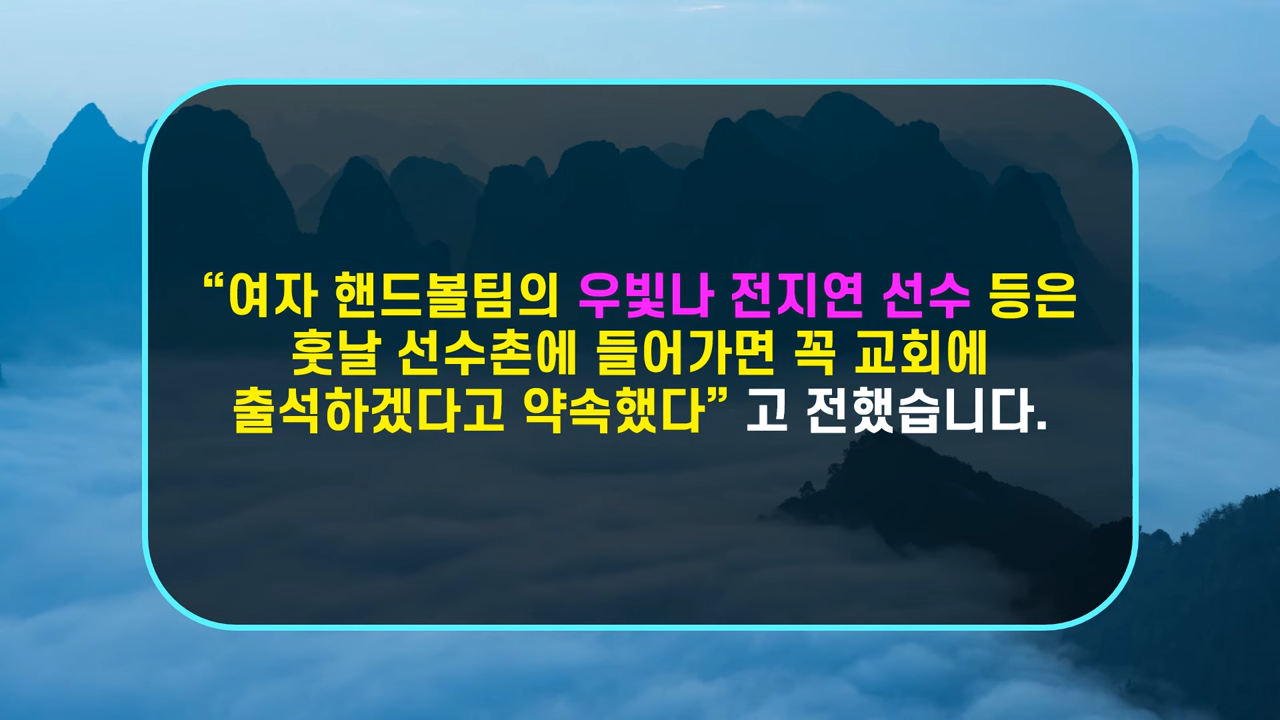 “여자 핸드볼팀의 우빛나 전지연 선수 등은
훗날 선수촌에 들어가면 꼭 교회에
출석하겠다고 약속했다” 고 전했습니다.